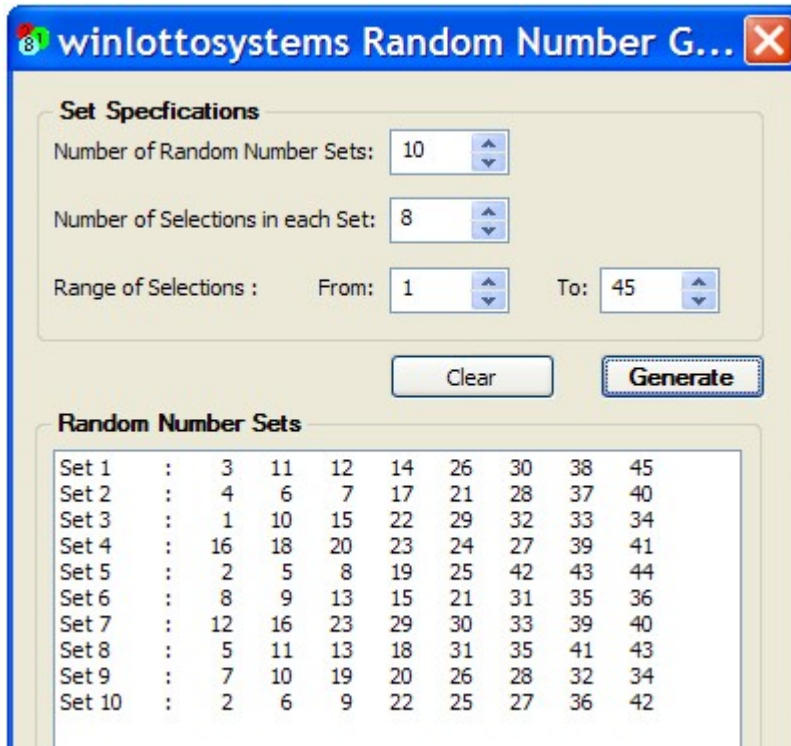 winlottosystems Random Number G...
Set Specfications
Number of Random Number Sets: 10
Number of Selections in each Set: 8
Range of Selections : From: 1 To: 45
Clear Generate
Random Number Sets
Set 1 : 3 11 12 14 26 30 38 45
Set 2 : 4 6 7 17 21 28 37 40
Set 3 : 1 10 15 22 29 32 33 34
Set 4 : 16 18 20 23 24 27 39 41
Set 5 : 2 5 8 19 25 42 43 44
Set 6 : 8 9 13 15 21 31 35 36
Set 7 : 12 16 23 29 30 33 39 40
Set 8 : 5 11 13 18 31 35 41 43
Set 9 : 7 10 19 20 26 28 32 34
Set 10 : 2 6 9 22 25 27 36 42